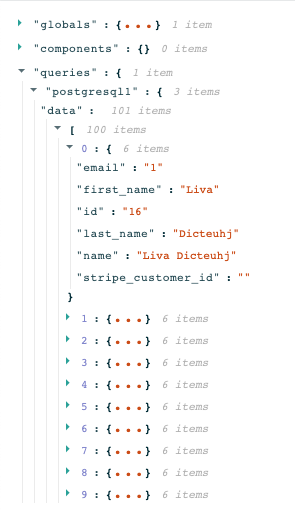 "globals" : {...} 1 item
"components" : {} 0 items
"queries" : { 1 item
"postgresql1" : { 3 items
"data" : 101 items
[ 100 items
0 : { 6 items
"email" : "1"
"first_name" : "Liva"
"id" : "16"
"last_name" : "Dicteuhj"
"name" : "Liva Dicteuhj"
"stripe_customer_id" : ""
}
1 : {...} 6 items
2 : {...} 6 items
3 : {...} 6 items
4 : {...} 6 items
5 : {...} 6 items
6 : {...} 6 items
7 : {...} 6 items
8 : {...} 6 items
9 : {...} 6 items